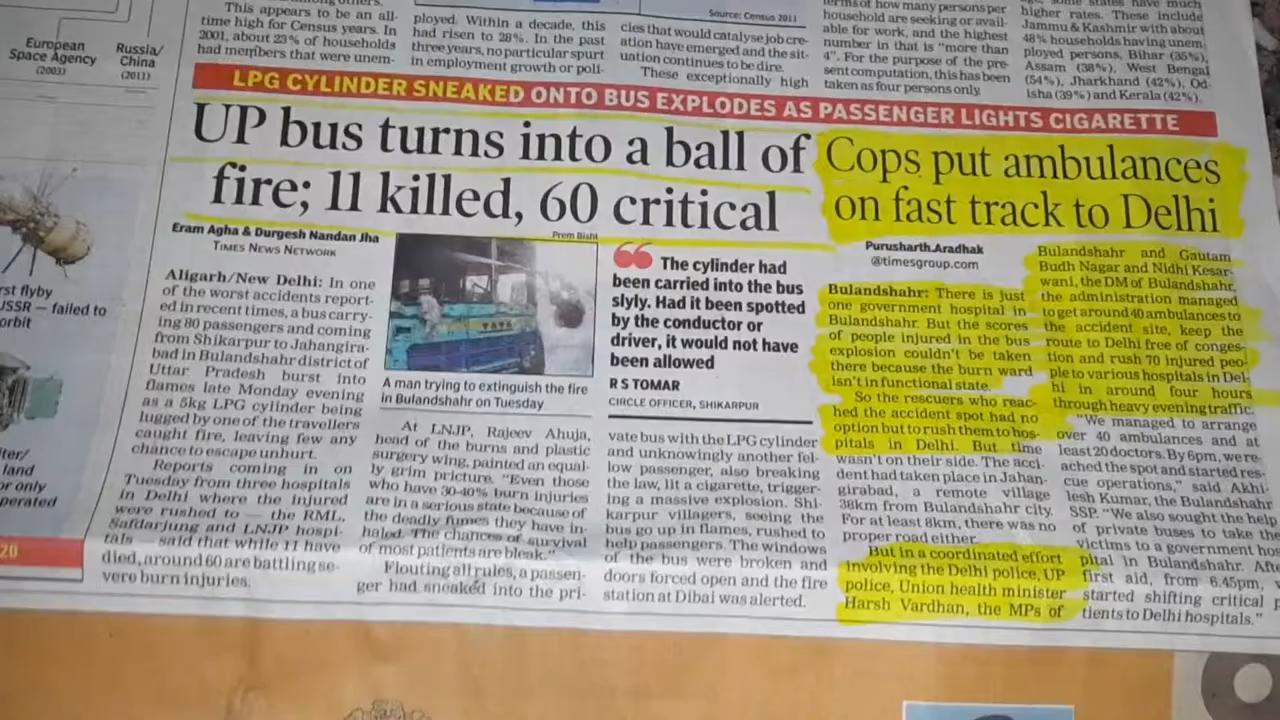 European
Space Agency
(2003)
Russia/
China
(2011)
rst flyby
USSR — failed to
orbit
land
or only
perated
20
This appears to be an all-
time high for Census years. In
2001, about 23% of households
had members that were unem-
ployed. Within a decade, this
had risen to 28%. In the past
three years, no particular spurt
in employment growth or poli-
Source: Census 2011
cies that would catalyse job cre-
ation have emerged and the sit-
uation continues to be dire.
These exceptionally high
terms of how many persons per
household are seeking or avail-
able for work, and the highest
number in that is "more than
4". For the purpose of the pre-
sent computation, this has been
taken as four persons only.
some states have much
higher rates. These include
Jammu & Kashmir with about
48% households having unem-
ployed persons, Bihar (35%),
Assam (38%), West Bengal
(54%), Jharkhand (42%), Od-
isha (39%) and Kerala (42%).
LPG CYLINDER SNEAKED ONTO BUS EXPLODES AS PASSENGER LIGHTS CIGARETTE
UP bus turns into a ball of
fire; 11 killed, 60 critical
Eram Agha & Durgesh Nandan Jha
TIMES NEWS NETWORK
Aligarh/New Delhi: In one
of the worst accidents report-
ed in recent times, a bus carry-
ing 80 passengers and coming
from Shikarpur to Jahangira-
bad in Bulandshahr district of
Uttar Pradesh burst into
flames late Monday evening
as a 5kg LPG cylinder being
lugged by one of the travellers
caught fire, leaving few any
chance to escape unhurt.
Reports coming in on
Tuesday from three hospitals
in Delhi where the injured
were rushed to — the RML,
Safdarjung and LNJP hospi-
tals — said that while 11 have
died, around 60 are battling se-
vere burn injuries.
Prem Bisht
A man trying to extinguish the fire
in Bulandshahr on Tuesday
At LNJP, Rajeev Ahuja,
head of the burns and plastic
surgery wing, painted an equal-
ly grim pricture. "Even those
who have 30-40% burn injuries
are in a serious state because of
the deadly fumes they have in-
haled. The chances of survival
of most patients are bleak."
Flouting all rules, a passen-
ger had sneaked into the pri-
The cylinder had
been carried into the bus
slyly. Had it been spotted
by the conductor or
driver, it would not have
been allowed
R S TOMAR
CIRCLE OFFICER, SHIKARPUR
vate bus with the LPG cylinder
and unknowingly another fel-
low passenger, also breaking
the law, lit a cigarette, trigger-
ing a massive explosion. Shi-
karpur villagers, seeing the
bus go up in flames, rushed to
help passengers. The windows
of the bus were broken and
doors forced open and the fire
station at Dibai was alerted.
Cops put ambulances
on fast track to Delhi
Purusharth.Aradhak
@timesgroup.com
Bulandshahr: There is just
one government hospital in
Bulandshahr. But the scores
of people injured in the bus
explosion couldn't be taken
there because the burn ward
isn't in functional state.
So the rescuers who reac-
hed the accident spot had no
option but to rush them to hos-
pitals in Delhi. But time
wasn't on their side. The acci-
dent had taken place in Jahan-
girabad, a remote village
38km from Bulandshahr city.
For at least 8km, there was no
proper road either.
But in a coordinated effort
involving the Delhi police, UP
police, Union health minister
Harsh Vardhan, the MPs of
Bulandshahr and Gautam
Budh Nagar and Nidhi Kesar-
wani, the DM of Bulandshahr,
the administration managed
to get around 40 ambulances to
the accident site, keep the
route to Delhi free of conges-
tion and rush 70 injured peo-
ple to various hospitals in Del-
hi in around four hours
through heavy evening traffic.
"We managed to arrange
over 40 ambulances and at
least 20 doctors. By 6pm, we re-
ached the spot and started res-
cue operations," said Akhi-
lesh Kumar, the Bulandshahr
SSP. "We also sought the help
of private buses to take the
victims to a government hos
pital in Bulandshahr. Afte
first aid, from 6.45pm,
started shifting critical p
tients to Delhi hospitals."